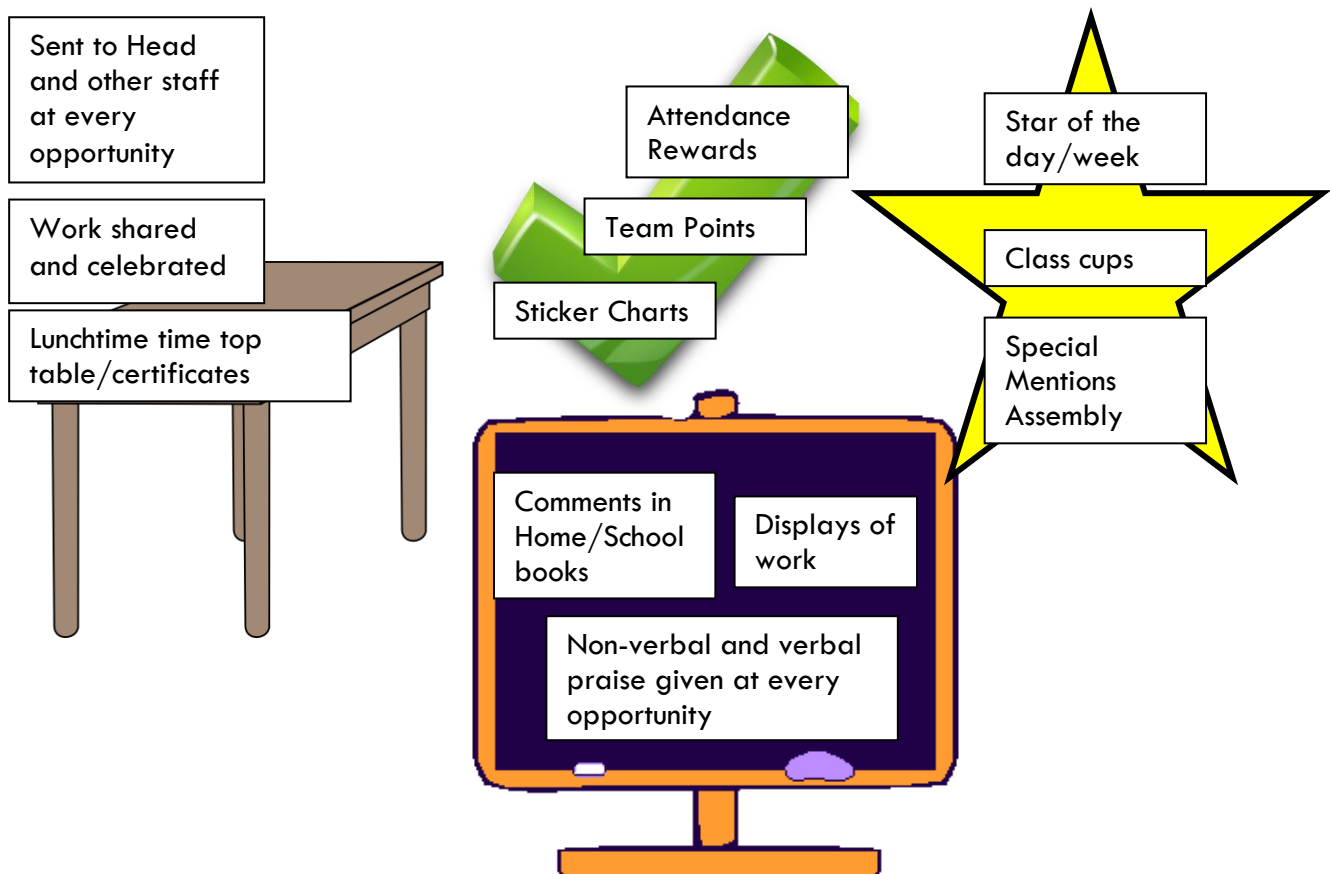 Sent to Head
and other staff
at every
opportunity
Work shared
and celebrated
Lunchtime time top
table/certificates
Attendance
Rewards
Team Points
Sticker Charts
Star of the
day/week
Class cups
Special
Mentions
Assembly
Comments in
Home/School
books
Displays of
work
Non-verbal and verbal
praise given at every
opportunity